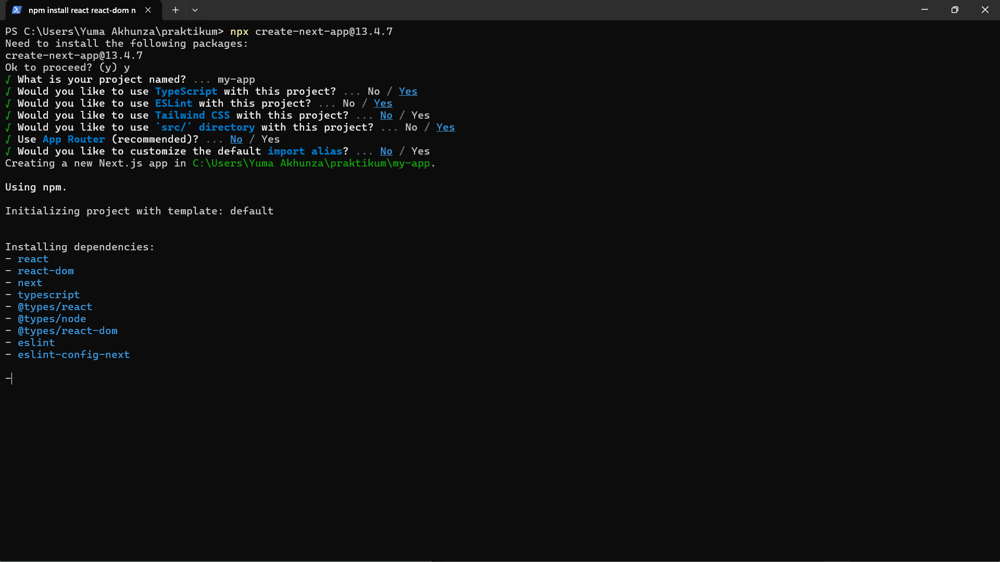 npm install react react-dom n
PS C:\Users\Yuma Akhunza\praktikum> npx create-next-app@13.4.7
Need to install the following packages:
create-next-app@13.4.7
Ok to proceed? (y) y
√ What is your project named? ... my-app
√ Would you like to use TypeScript with this project? ... No / Yes
√ Would you like to use ESLint with this project? ... No / Yes
√ Would you like to use Tailwind CSS with this project? ... No / Yes
√ Would you like to use `src/` directory with this project? ... No / Yes
√ Use App Router (recommended)? ... No / Yes
√ Would you like to customize the default import alias? ... No / Yes
Creating a new Next.js app in C:\Users\Yuma Akhunza\praktikum\my-app.
Using npm.
Initializing project with template: default
Installing dependencies:
- react
- react-dom
- next
- typescript
- @types/react
- @types/node
- @types/react-dom
- eslint
- eslint-config-next
-